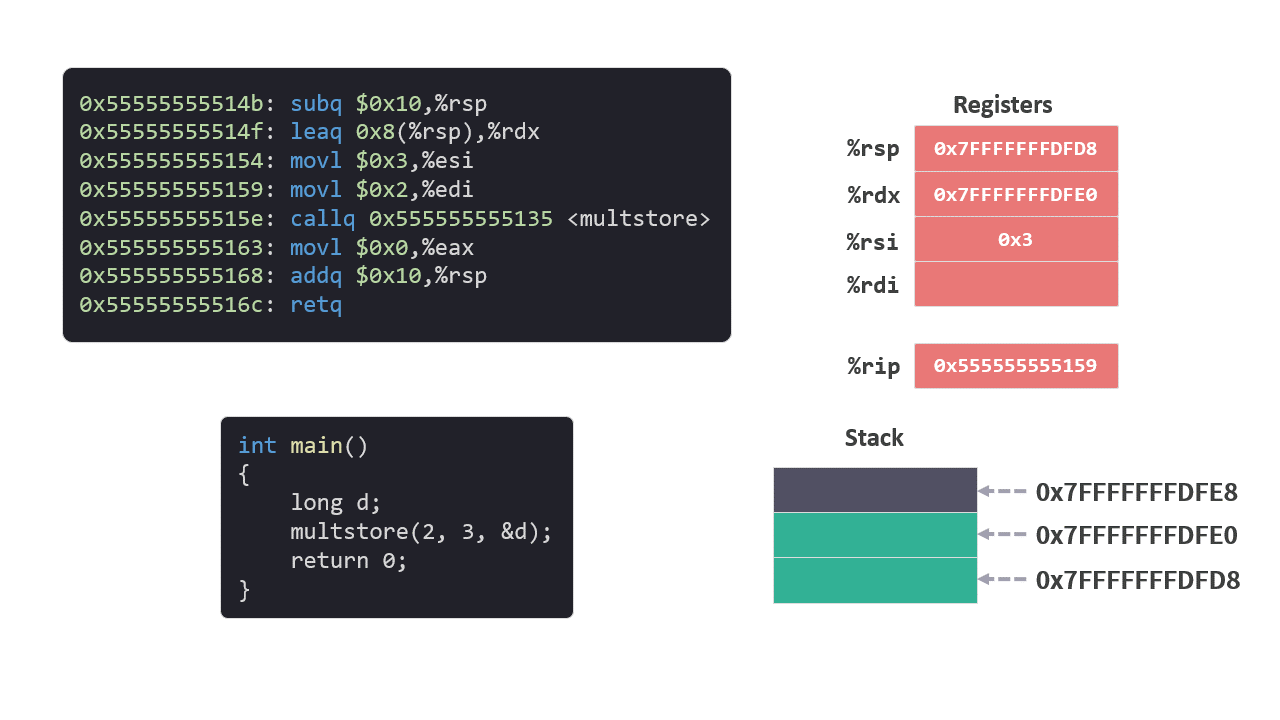 0x55555555514b: subq $0x10,%rsp
0x55555555514f: leaq 0x8(%rsp),%rdx
0x555555555154: movl $0x3,%esi
0x555555555159: movl $0x2,%edi
0x55555555515e: callq 0x555555555135 <multstore>
0x555555555163: movl $0x0,%eax
0x555555555168: addq $0x10,%rsp
0x55555555516c: retq
int main()
{
    long d;
    multstore(2, 3, &d);
    return 0;
}
Registers
%rsp 0x7FFFFFFFDFD8
%rdx 0x7FFFFFFFDFE0
%rsi 0x3
%rdi
%rip 0x555555555159
Stack
0x7FFFFFFFDFE8
0x7FFFFFFFDFE0
0x7FFFFFFFDFD8